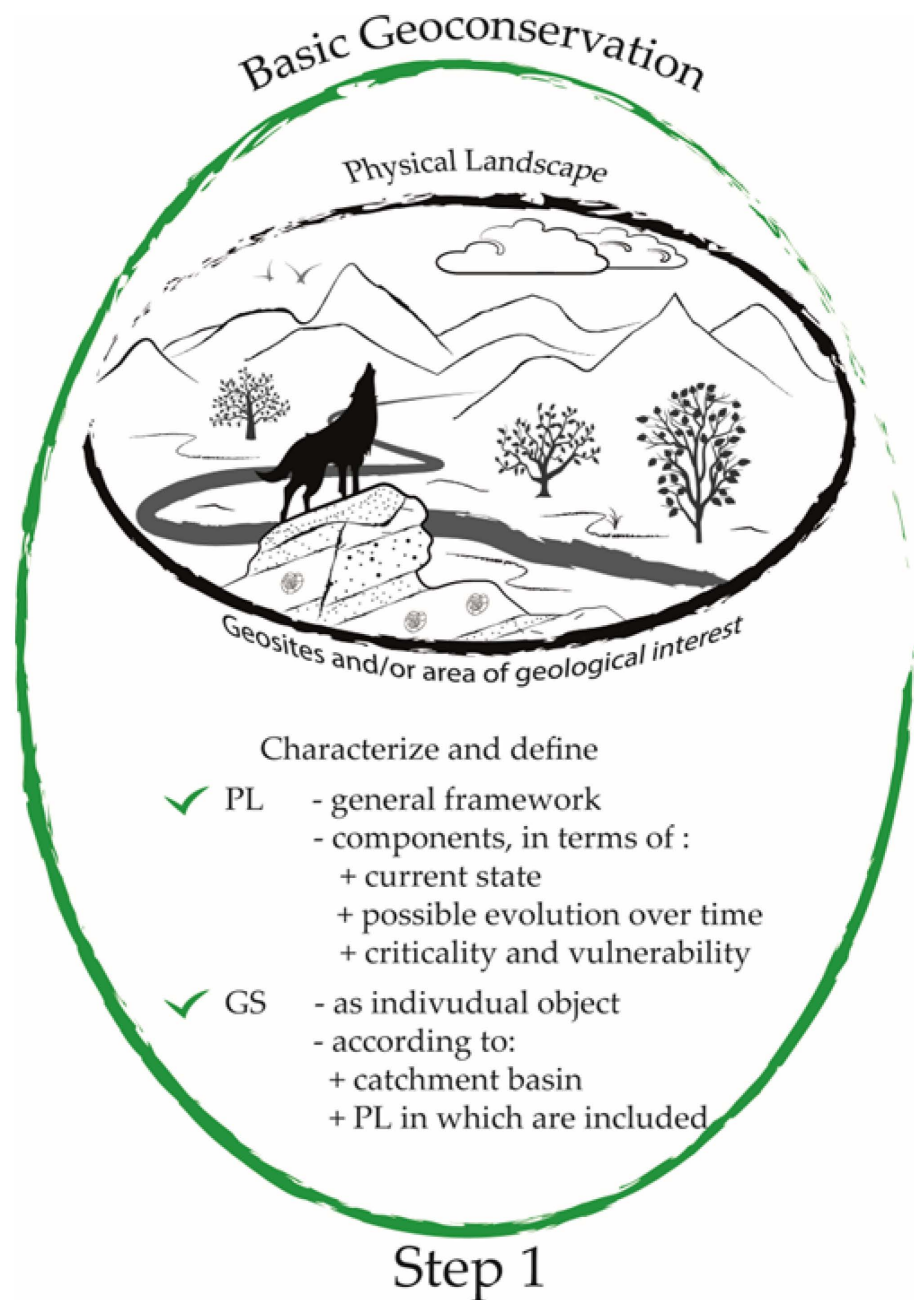 Basic Geoconservation
Physical Landscape
Geosites and/or area of geological interest
Characterize and define
✓ PL - general framework
- components, in terms of :
+ current state
+ possible evolution over time
+ criticality and vulnerability
✓ GS - as indivudual object
- according to:
+ catchment basin
+ PL in which are included
Step 1